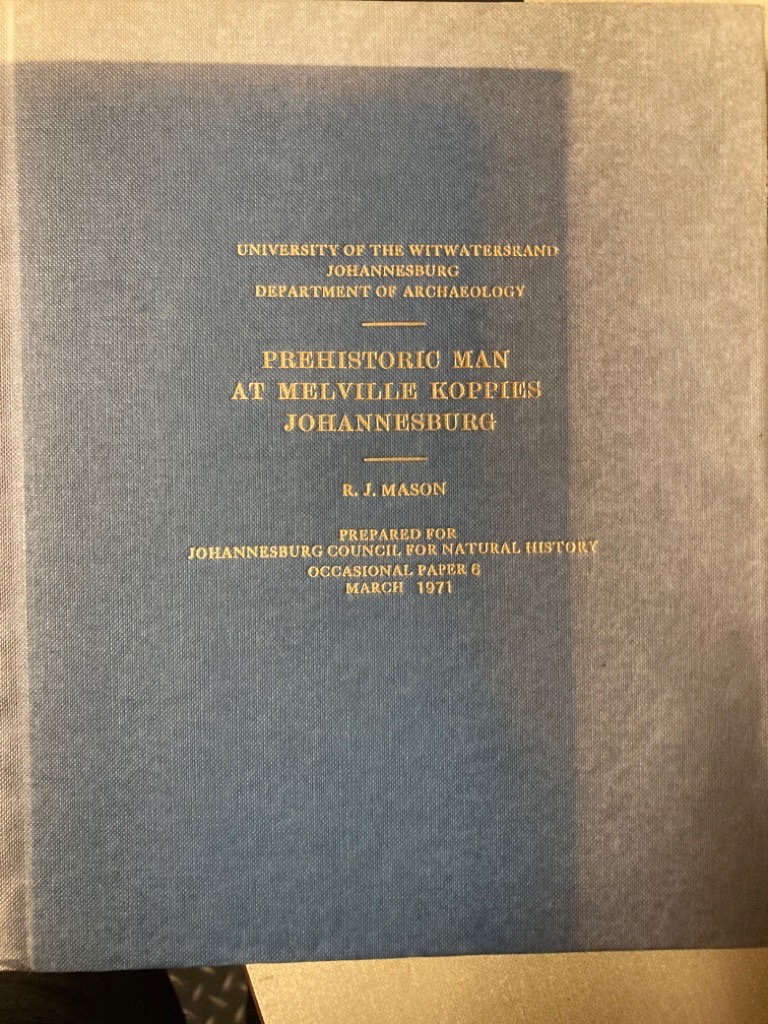 UNIVERSITY OF THE WITWATERSRAND
JOHANNESBURG
DEPARTMENT OF ARCHAEOLOGY
PREHISTORIC MAN
AT MELVILLE KOPPIES
JOHANNESBURG
R. J. MASON
PREPARED FOR
JOHANNESBURG COUNCIL FOR NATURAL HISTORY
OCCASIONAL PAPER 6
MARCH 1971